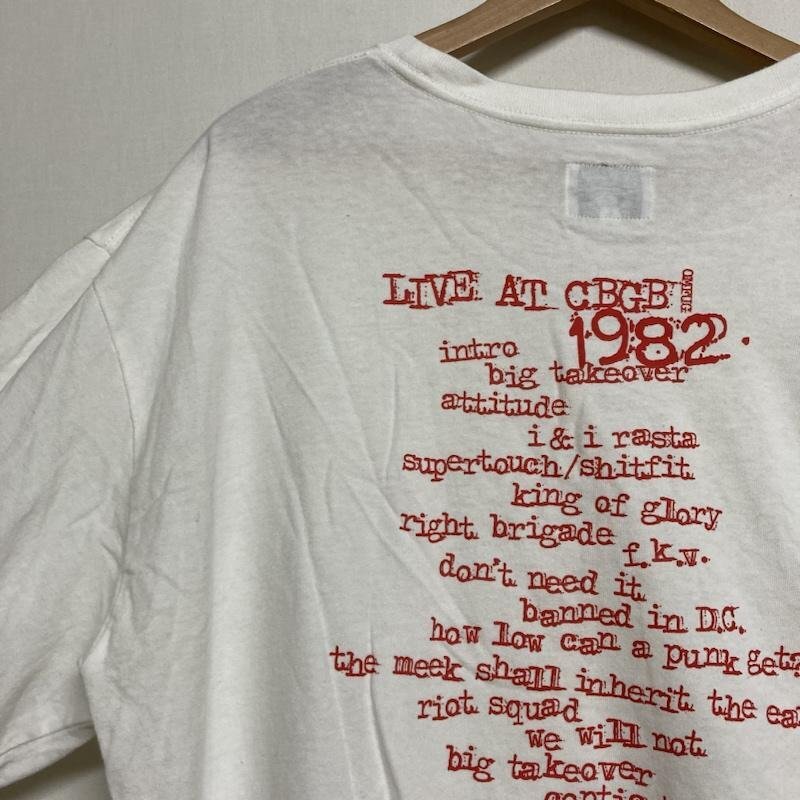 LIVE AT CBGB OMFUG
1982.
intro
big takeover
attitude
i & i rasta
supertouch/shitfit
king of glory
right brigade
f.k.v.
don't need it
banned in D.C.
how low can a punk get?
the meek shall inherit the ea
riot squad
we will not
big takeover